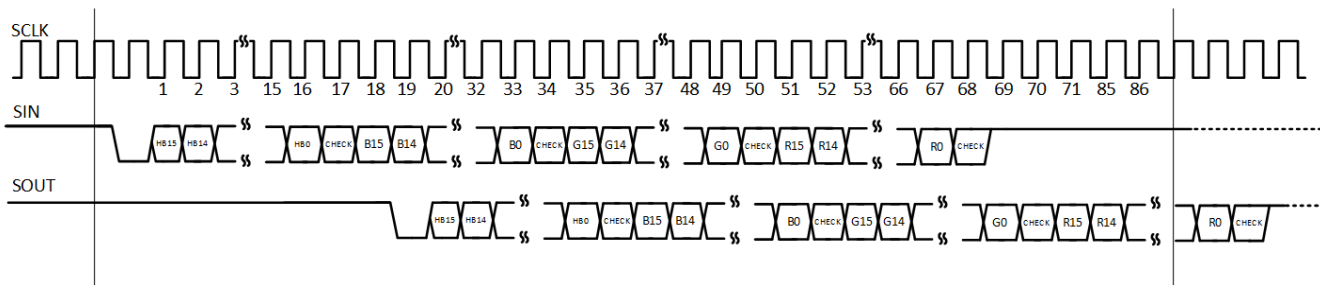 SCLK
1 2 3 15 16 17 18 19 20 32 33 34 35 36 37 48 49 50 51 52 53 66 67 68 69 70 71 85 86
SIN
HB15 HB14 HB0 CHECK B15 B14 B0 CHECK G15 G14 G0 CHECK R15 R14 R0 CHECK
SOUT
HB15 HB14 HB0 CHECK B15 B14 B0 CHECK G15 G14 G0 CHECK R15 R14 R0 CHECK